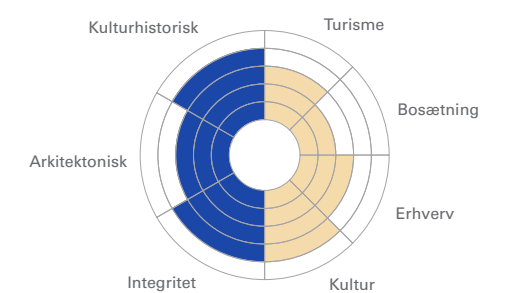 Turisme
Kulturhistorisk
Bosætning
Arkitektonisk
Erhverv
Integritet
Kultur